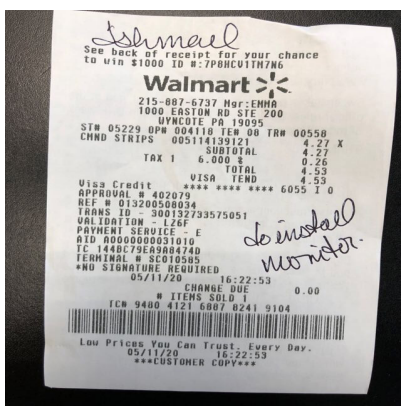 Ishmael
See back of receipt for your chance
to win $1000 ID #:7P8HCV1TM7N6
Walmart
215-887-6737 Mgr:EMMA
1000 EASTON RD STE 200
WYNCOTE PA 19095
ST# 05229 OP# 004118 TE# 08 TR# 00558
CMND STRIPS 005114139121 4.27 X
SUBTOTAL 4.27
TAX 1 6.000 % 0.26
TOTAL 4.53
VISA TEND 4.53
Visa Credit **** **** **** 6055 I 0
APPROVAL # 402079
REF # 013200508034
TRANS ID - 300132733575051
VALIDATION - LZ6F
PAYMENT SERVICE - E
AID A0000000031010
TC 144BC79EA9A8474D
TERMINAL # SC010585
*NO SIGNATURE REQUIRED
to install
monitor.
05/11/20 16:22:53
CHANGE DUE 0.00
# ITEMS SOLD 1
TC# 9480 4121 6887 8241 9104
Low Prices You Can Trust. Every Day.
05/11/20 16:22:53
***CUSTOMER COPY***